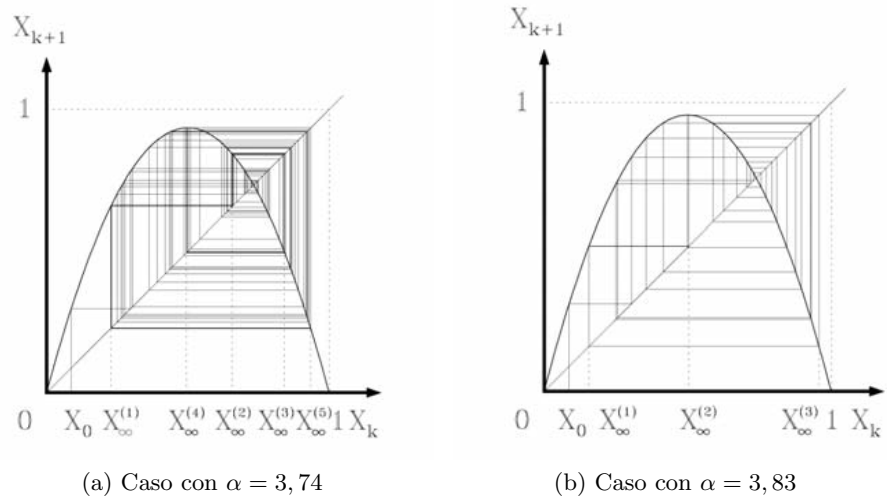 X_{k+1}
1
0 X_0 X_∞^{(1)} X_∞^{(4)} X_∞^{(2)} X_∞^{(3)} X_∞^{(5)} 1 X_k
(a) Caso con α = 3, 74
X_{k+1}
1
0 X_0 X_∞^{(1)} X_∞^{(2)} X_∞^{(3)} 1 X_k
(b) Caso con α = 3, 83